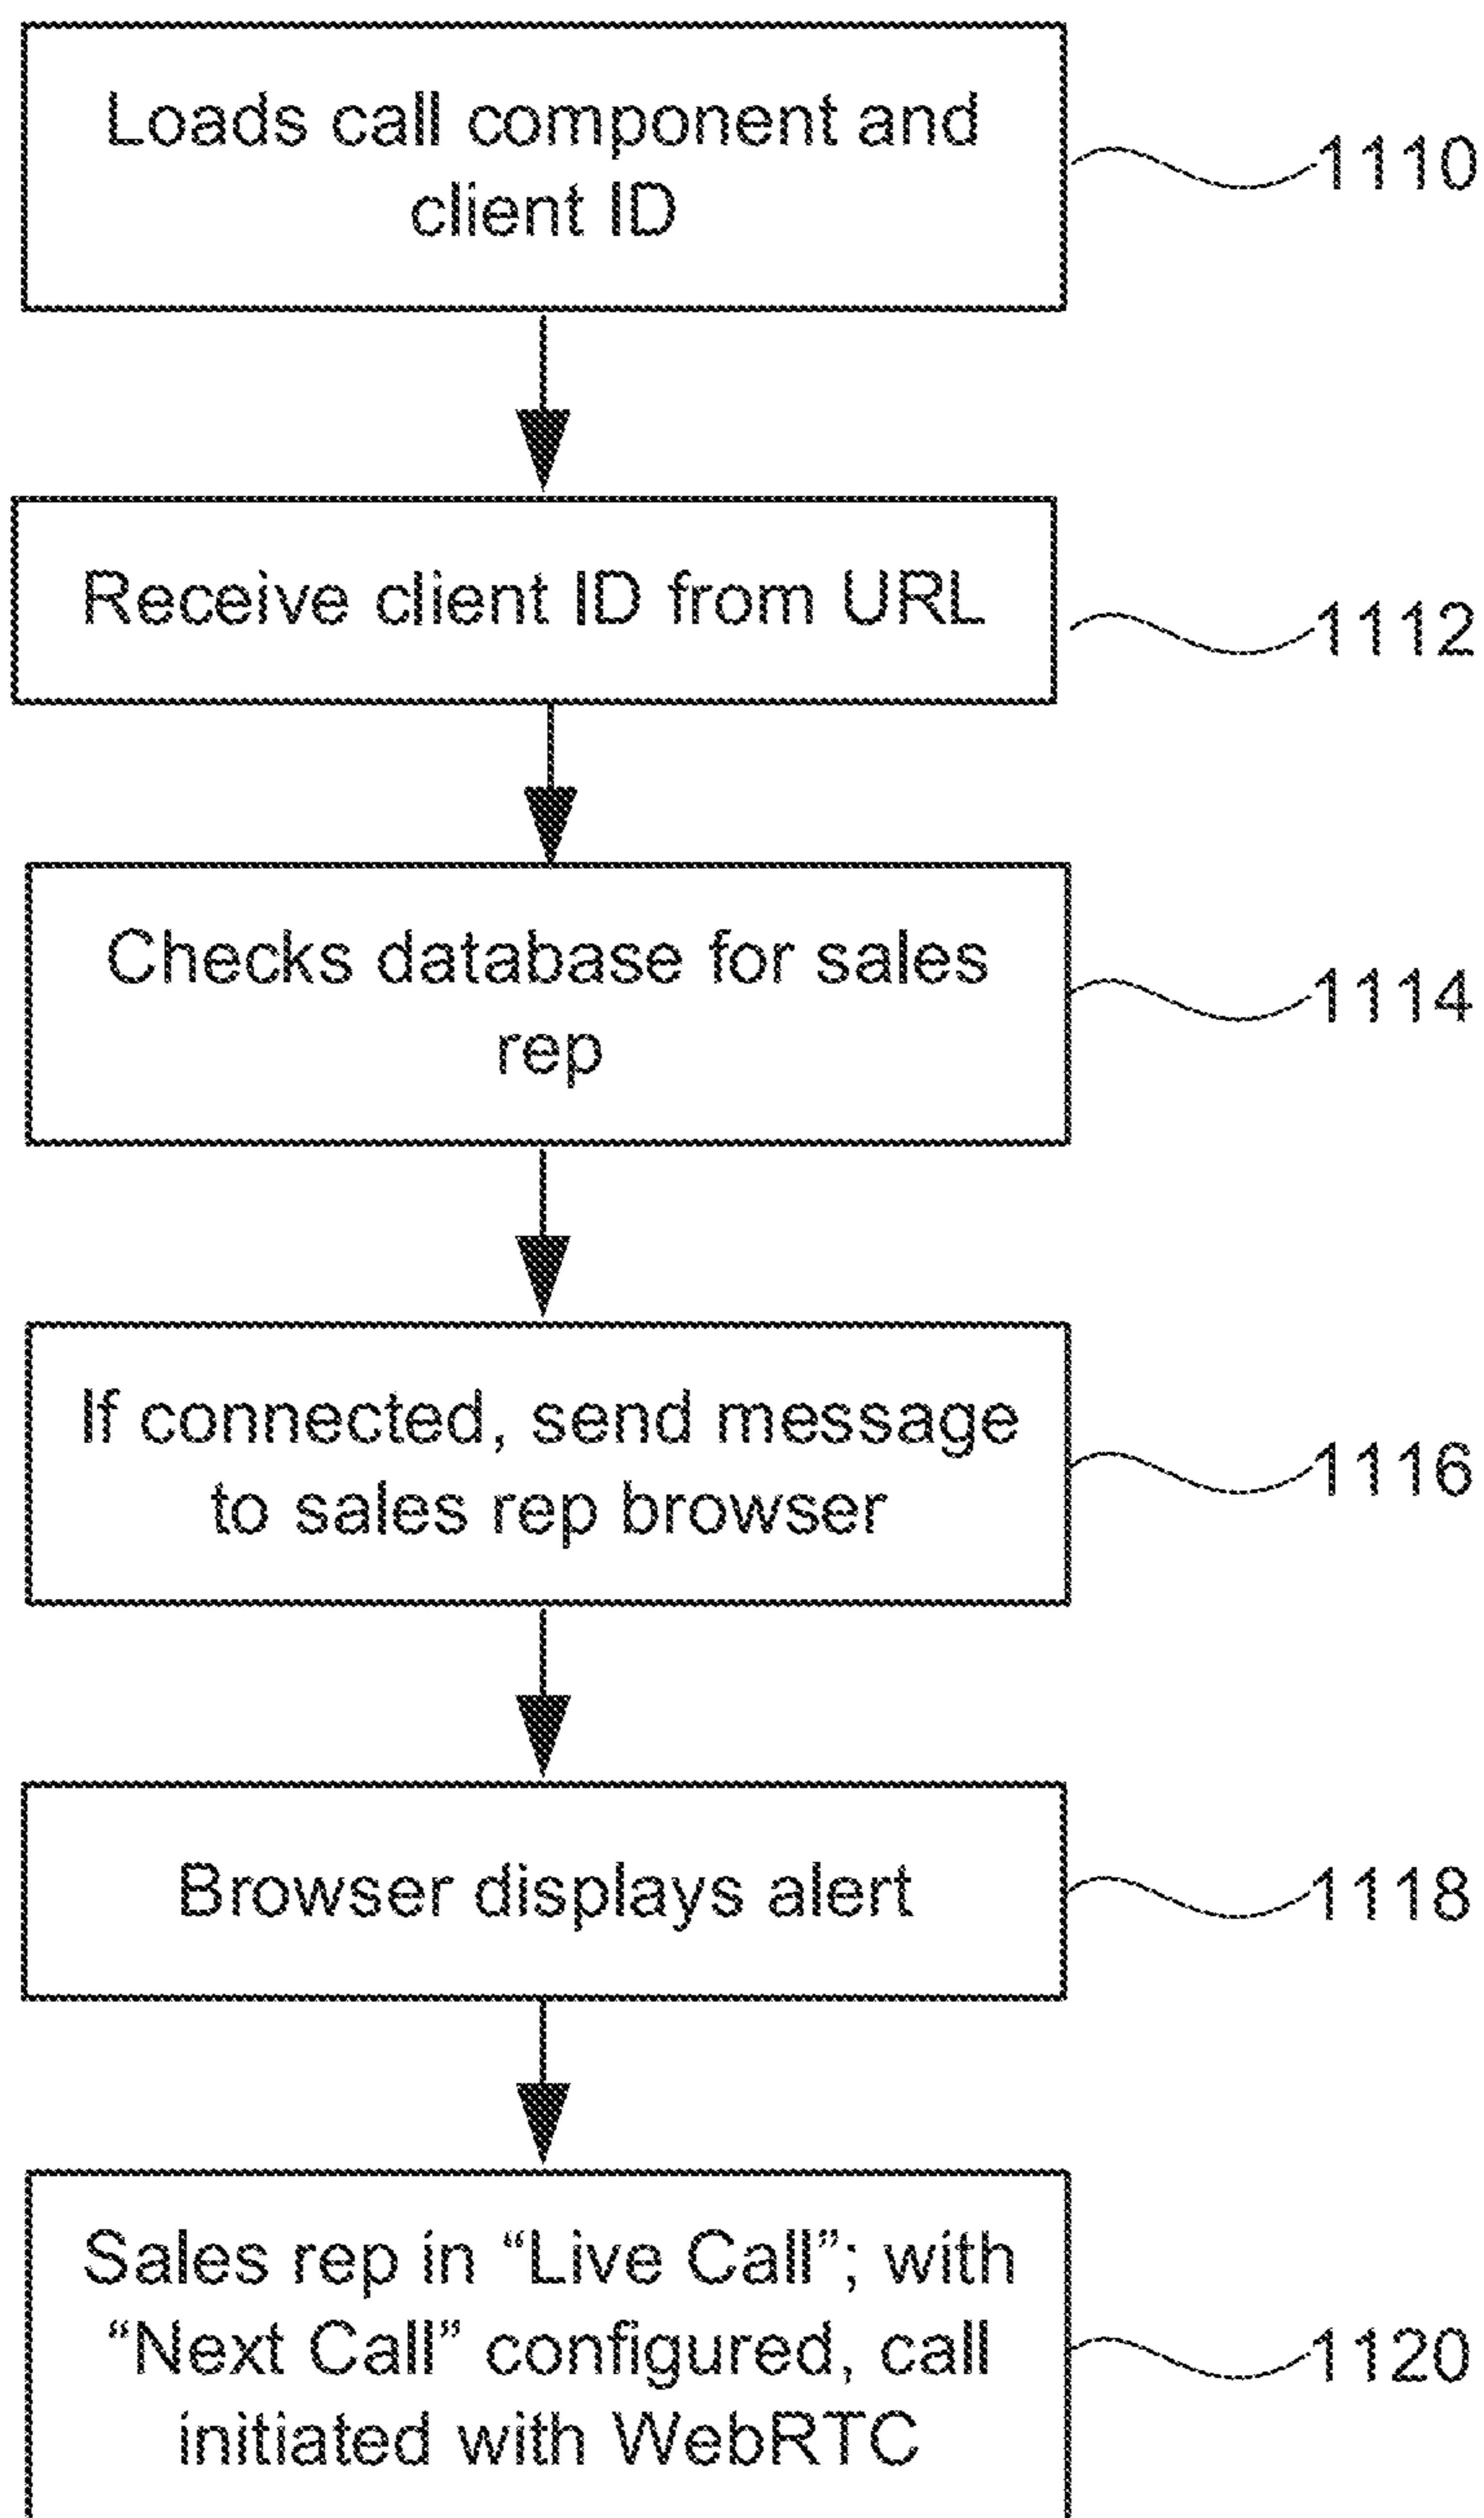 Loads call component and
client ID
1110
Receive client ID from URL
1112
Checks database for sales
rep
1114
If connected, send message
to sales rep browser
1116
Browser displays alert
1118
Sales rep in “Live Call”; with
“Next Call” configured, call
initiated with WebRTC
1120